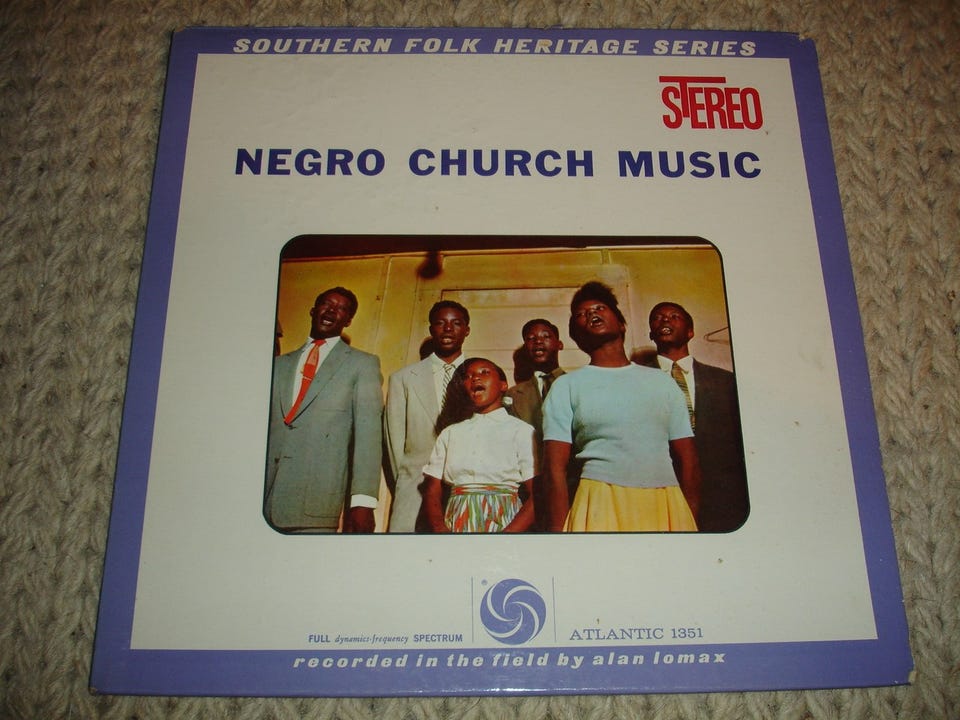 SOUTHERN FOLK HERITAGE SERIES
STEREO
NEGRO CHURCH MUSIC
FULL dynamics-frequency SPECTRUM
ATLANTIC 1351
recorded in the field by alan lomax